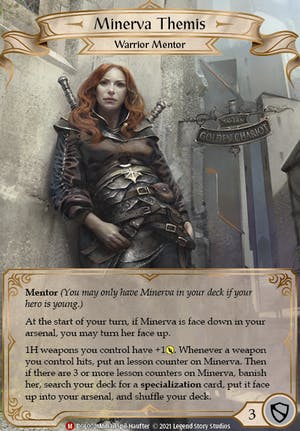 Minerva Themis
Warrior Mentor
TAVERN
GOLDEN CHARIOT
Mentor (You may only have Minerva in your deck if your
hero is young.)
At the start of your turn, if Minerva is face down in your
arsenal, you may turn her face up.
1H weapons you control have +1. Whenever a weapon
you control hits, put an lesson counter on Minerva. Then
if there are 3 or more lesson counters on Minerva, banish
her, search your deck for a specialization card, put it face
up into your arsenal, and shuffle your deck.
3
M
© 2021 Legend Story Studios